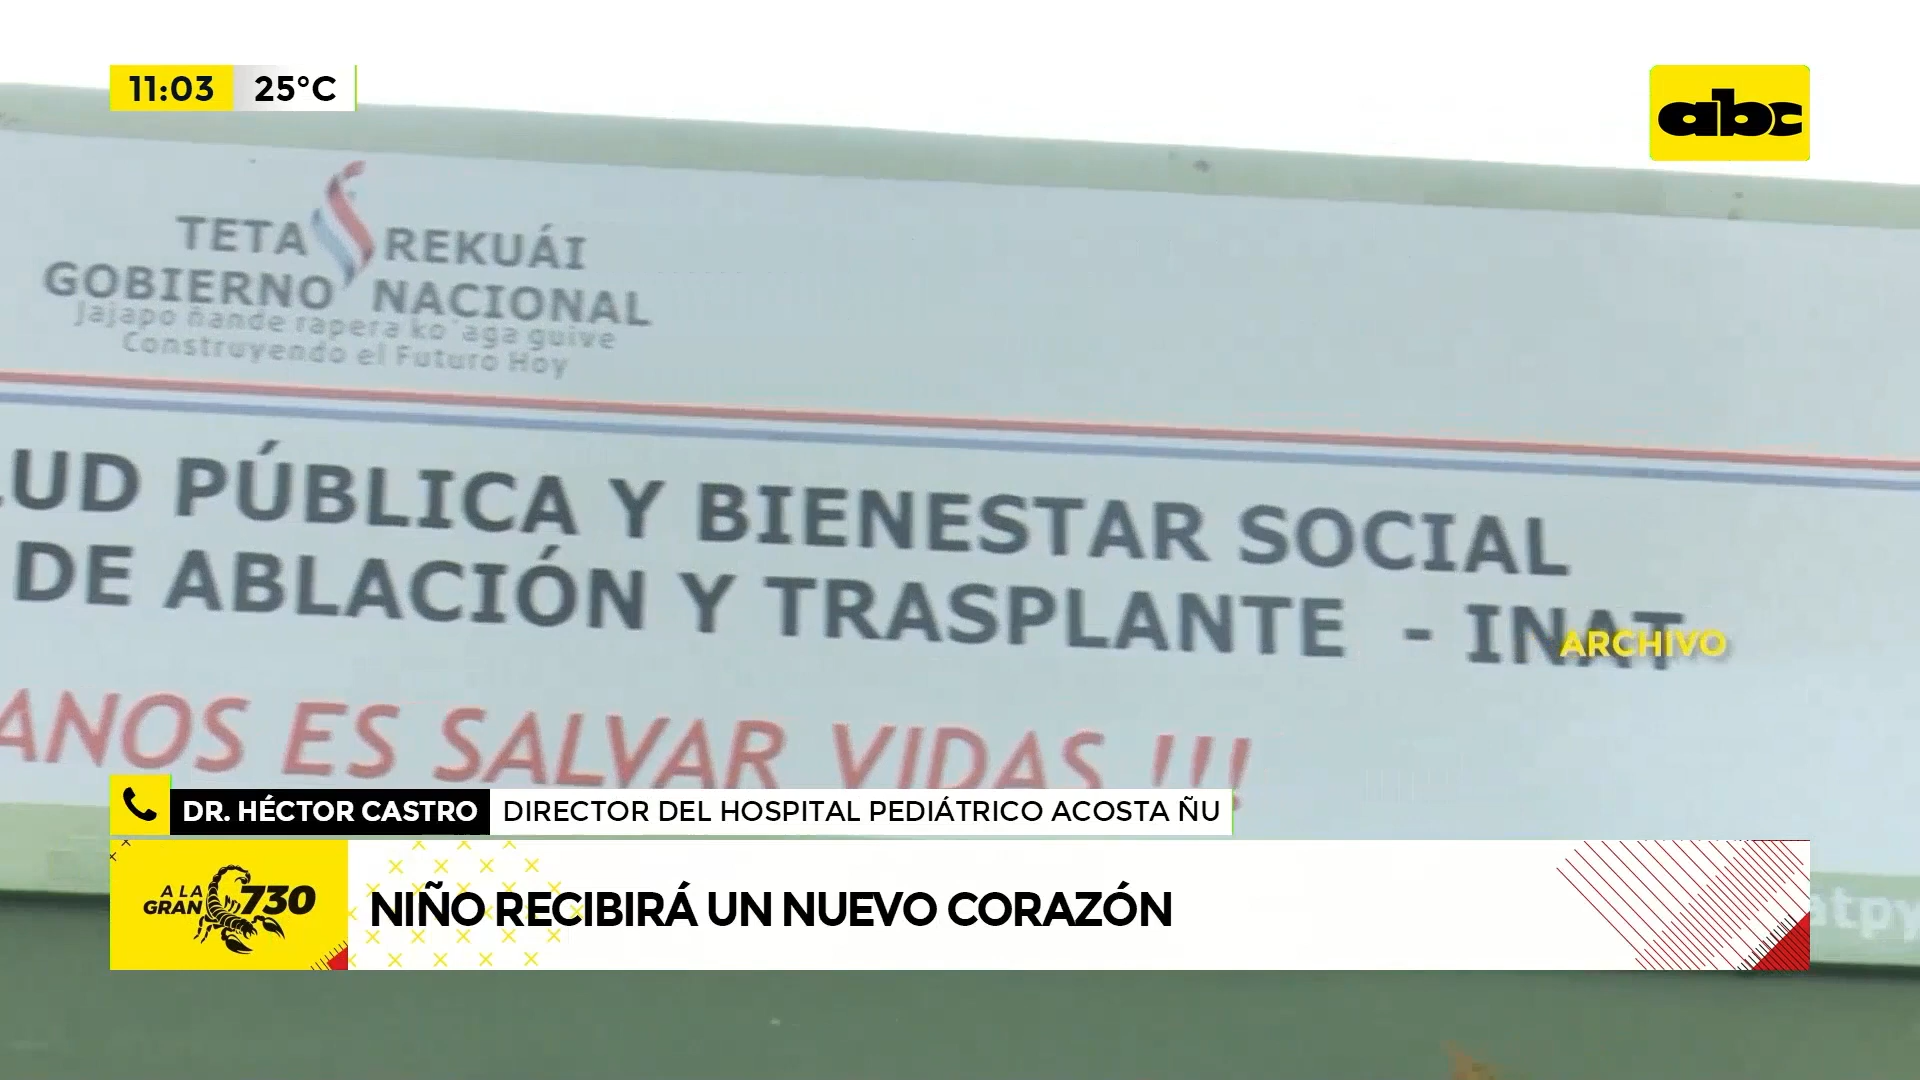 11:03 25°C
abc
TETA REKUÁI
GOBIERNO NACIONAL
Jajapo ñande rapera ko'aga guive
Construyendo el Futuro Hoy
LUD PÚBLICA Y BIENESTAR SOCIAL
DE ABLACIÓN Y TRASPLANTE - INAT
ARCHIVO
ANOS ES SALVAR VIDAS !!!
DR. HÉCTOR CASTRO DIRECTOR DEL HOSPITAL PEDIÁTRICO ACOSTA ÑU
A LA GRAN 730
NIÑO RECIBIRÁ UN NUEVO CORAZÓN
atpy